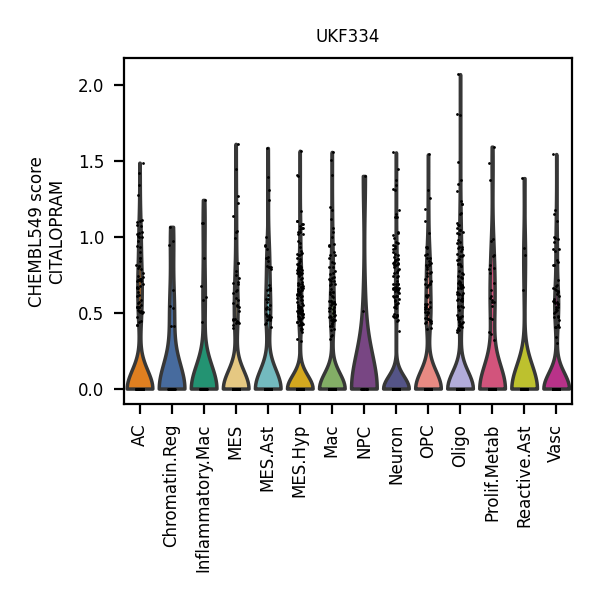 UKF334
CHEMBL549 score
CITALOPRAM
2.0
1.5
1.0
0.5
0.0
AC
Chromatin.Reg
Inflammatory.Mac
MES
MES.Ast
MES.Hyp
Mac
NPC
Neuron
OPC
Oligo
Prolif.Metab
Reactive.Ast
Vasc